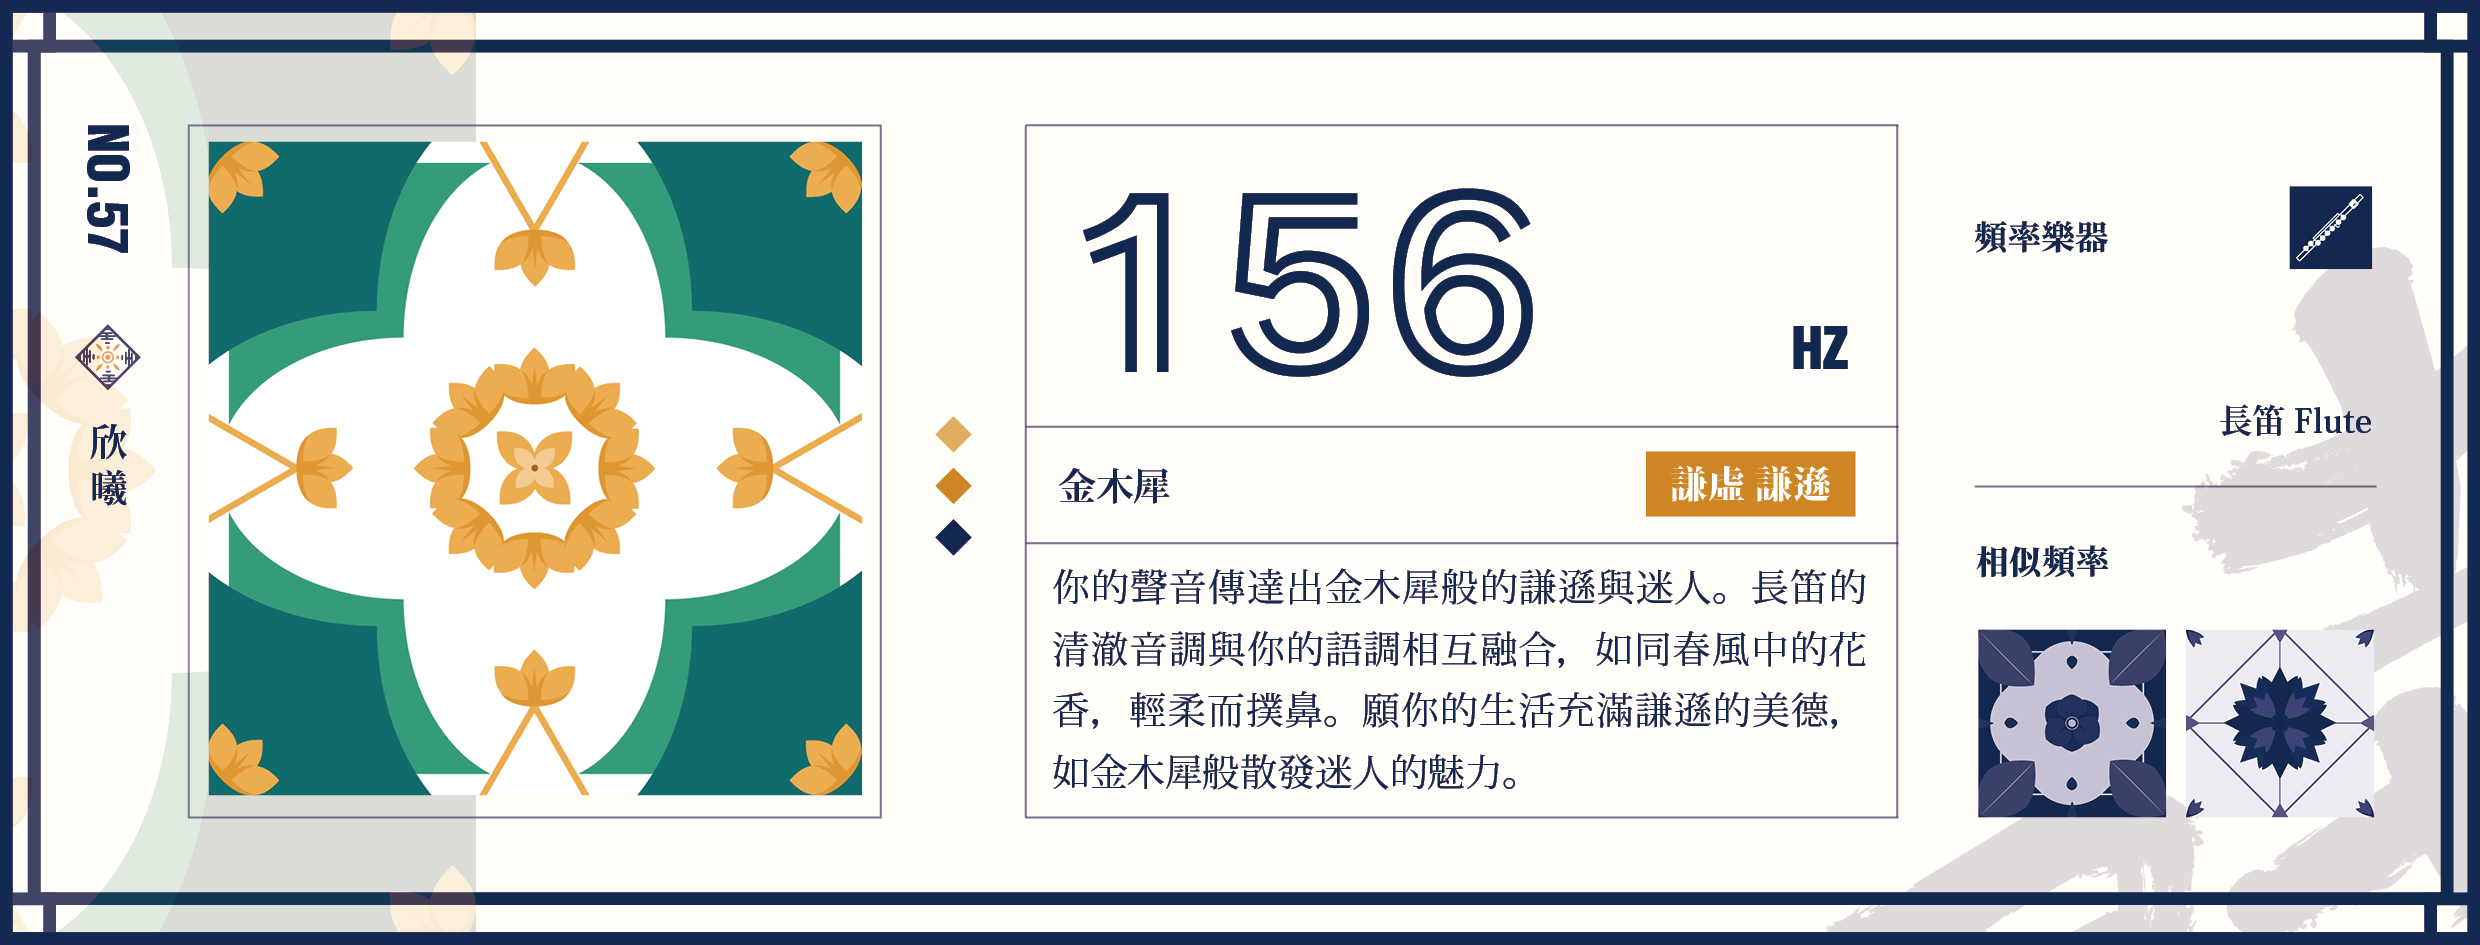 NO.57
欣曦
156
HZ
金木犀
謙虛 謙遜
你的聲音傳達出金木犀般的謙遜與迷人。長笛的
清澈音調與你的語調相互融合，如同春風中的花
香，輕柔而撲鼻。願你的生活充滿謙遜的美德，
如金木犀般散發迷人的魅力。
頻率樂器
長笛 Flute
相似頻率